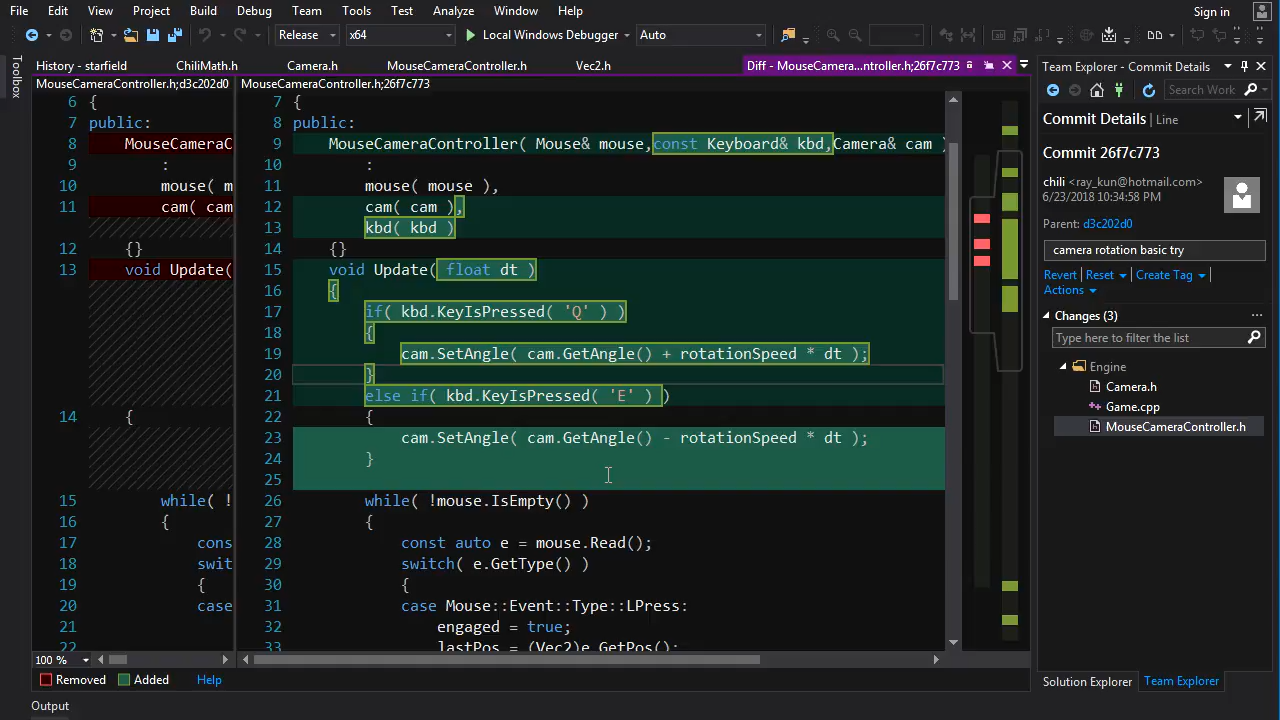 File Edit View Project Build Debug Team Tools Test Analyze Window Help
Sign in
Release x64 Local Windows Debugger Auto
Toolbox
History - starfield ChiliMath.h Camera.h MouseCameraController.h Vec2.h Diff - MouseCamera...ntroller.h;26f7c773
MouseCameraController.h;d3c202d0
6 {
7 public:
8 MouseCameraC
9 :
10 mouse( m
11 cam( cam
12 {}
13 void Update(
14 {
15 while( !
16 {
17 cons
18 swit
19 {
20 case
21
22
100 %
MouseCameraController.h;26f7c773
7 {
8 public:
9 MouseCameraController( Mouse& mouse,const Keyboard& kbd,Camera& cam )
10 :
11 mouse( mouse ),
12 cam( cam ),
13 kbd( kbd )
14 {}
15 void Update( float dt )
16 {
17 if( kbd.KeyIsPressed( 'Q' ) )
18 {
19 cam.SetAngle( cam.GetAngle() + rotationSpeed * dt );
20 }
21 else if( kbd.KeyIsPressed( 'E' ) )
22 {
23 cam.SetAngle( cam.GetAngle() - rotationSpeed * dt );
24 }
25
26 while( !mouse.IsEmpty() )
27 {
28 const auto e = mouse.Read();
29 switch( e.GetType() )
30 {
31 case Mouse::Event::Type::LPress:
32 engaged = true;
33 lastPos = (Vec2)e.GetPos();
Removed Added Help
Output
Team Explorer - Commit Details
Search Work
Commit Details | Line
Commit 26f7c773
chili <ray_kun@hotmail.com>
6/23/2018 10:34:58 PM
Parent: d3c202d0
camera rotation basic try
Revert Reset Create Tag
Actions
Changes (3)
Type here to filter the list
Engine
Camera.h
Game.cpp
MouseCameraController.h
Solution Explorer Team Explorer